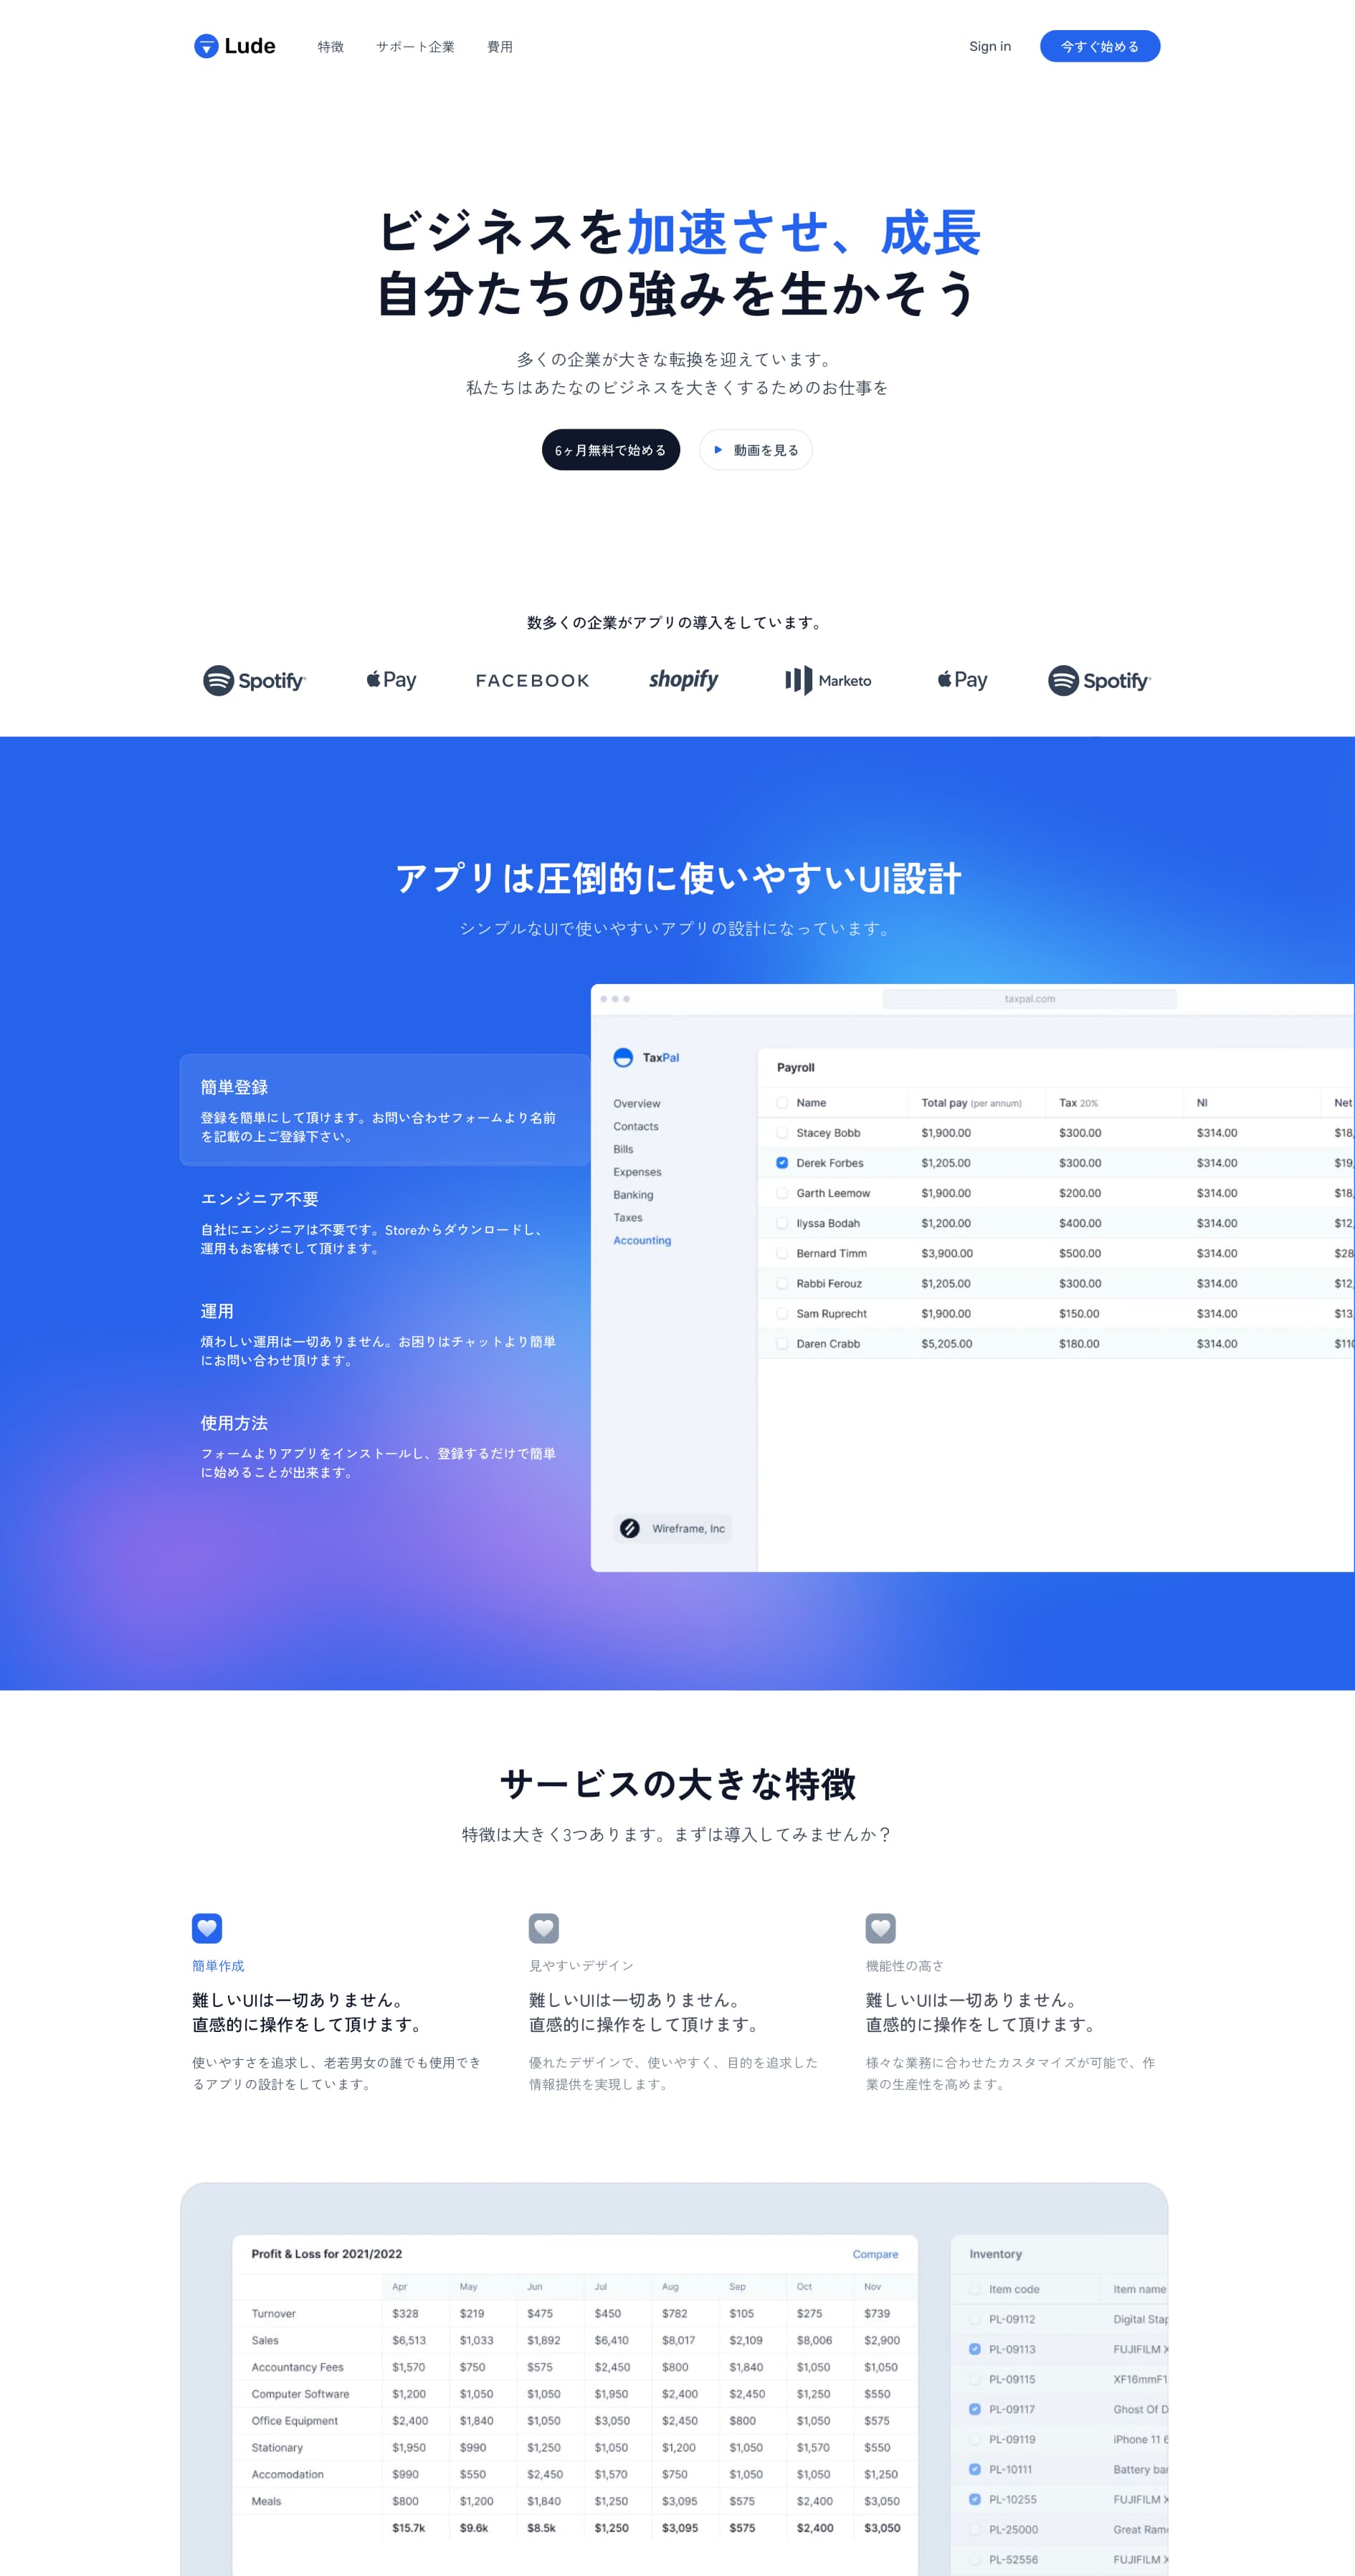 Lude 特徴 サポート企業 費用 Sign in 今すぐ始める
ビジネスを加速させ、成長
自分たちの強みを生かそう
多くの企業が大きな転換を迎えています。
私たちはあたなのビジネスを大きくするためのお仕事を
6ヶ月無料で始める 動画を見る
数多くの企業がアプリの導入をしています。
Spotify Pay FACEBOOK shopify Marketo Pay Spotify
アプリは圧倒的に使いやすいUI設計
シンプルなUIで使いやすいアプリの設計になっています。
簡単登録
登録を簡単にして頂けます。お問い合わせフォームより名前
を記載の上ご登録下さい。
エンジニア不要
自社にエンジニアは不要です。Storeからダウンロードし、
運用もお客様でして頂けます。
運用
煩わしい運用は一切ありません。お困りはチャットより簡単
にお問い合わせ頂けます。
使用方法
フォームよりアプリをインストールし、登録するだけで簡単
に始めることが出来ます。
taxpal.com
TaxPal
Overview
Contacts
Bills
Expenses
Banking
Taxes
Accounting
Wireframe, Inc
Payroll
Name Total pay (per annum) Tax 20% NI Net
Stacey Bobb $1,900.00 $300.00 $314.00 $18,
Derek Forbes $1,205.00 $300.00 $314.00 $19,
Garth Leemow $1,900.00 $200.00 $314.00 $18,
Ilyssa Bodah $1,200.00 $400.00 $314.00 $12,
Bernard Timm $3,900.00 $500.00 $314.00 $28
Rabbi Ferouz $1,205.00 $300.00 $314.00 $12,
Sam Ruprecht $1,900.00 $150.00 $314.00 $13,
Daren Crabb $5,205.00 $180.00 $314.00 $110
サービスの大きな特徴
特徴は大きく3つあります。まずは導入してみませんか？
簡単作成
難しいUIは一切ありません。
直感的に操作をして頂けます。
使いやすさを追求し、老若男女の誰でも使用でき
るアプリの設計をしています。
見やすいデザイン
難しいUIは一切ありません。
直感的に操作をして頂けます。
優れたデザインで、使いやすく、目的を追求した
情報提供を実現します。
機能性の高さ
難しいUIは一切ありません。
直感的に操作をして頂けます。
様々な業務に合わせたカスタマイズが可能で、作
業の生産性を高めます。
Profit & Loss for 2021/2022 Compare
Apr May Jun Jul Aug Sep Oct Nov
Turnover $328 $219 $475 $450 $782 $105 $275 $739
Sales $6,513 $1,033 $1,892 $6,410 $8,017 $2,109 $8,006 $2,900
Accountancy Fees $1,570 $750 $575 $2,450 $800 $1,840 $1,050 $1,050
Computer Software $1,200 $1,050 $1,050 $1,950 $2,400 $2,450 $1,250 $550
Office Equipment $2,400 $1,840 $1,050 $3,050 $2,450 $800 $1,050 $575
Stationary $1,950 $990 $1,250 $1,050 $1,200 $1,050 $1,570 $550
Accomodation $990 $550 $2,450 $1,570 $750 $1,050 $1,050 $1,250
Meals $800 $1,200 $1,840 $1,250 $3,095 $575 $2,400 $3,050
$15.7k $9.6k $8.5k $1,250 $3,095 $575 $2,400 $3,050
Inventory
Item code Item name
PL-09112 Digital Stap
PL-09113 FUJIFILM X
PL-09115 XF16mmF1
PL-09117 Ghost Of D
PL-09119 iPhone 11 6
PL-10111 Battery bar
PL-10255 FUJIFILM X
PL-25000 Great Ram
PL-52556 FUJIFILM X